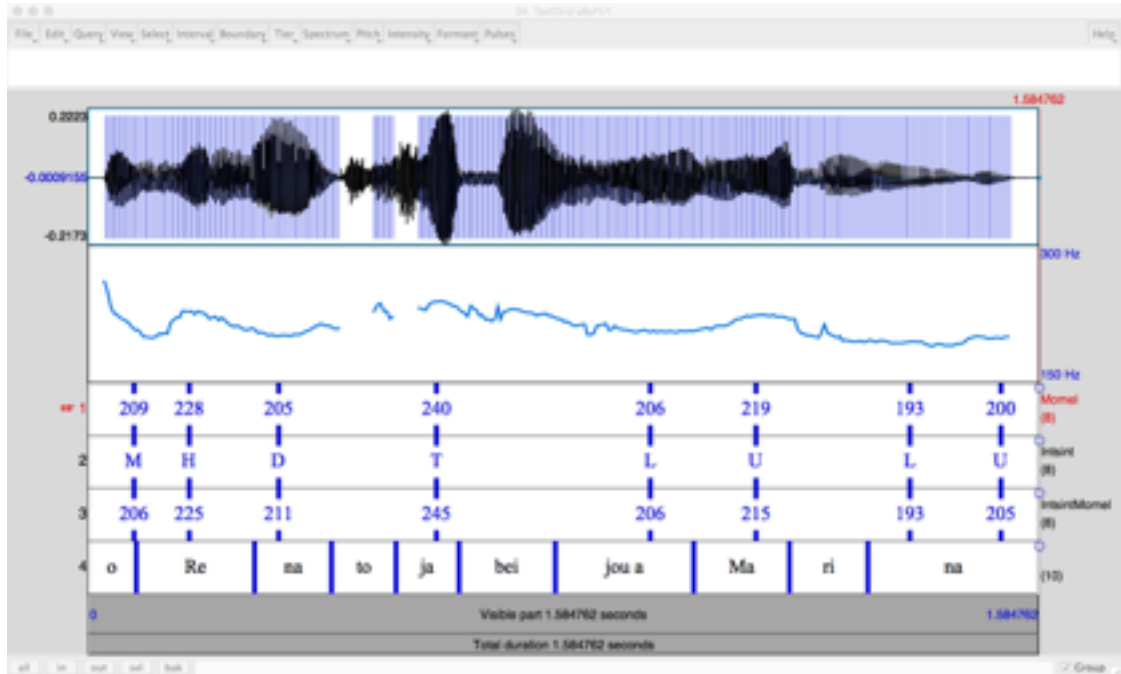 File Edit Query View Select Interval Boundary Tier Spectrum Pitch Intensity Formant Pulses Help
1.584762
0.2223
-0.0009155
-0.2173
300 Hz
150 Hz
1 209 228 205 240 206 219 193 200 Momel (8)
2 M H D T L U L U Intsint (8)
3 206 225 211 245 206 215 193 205 IntsintMomel (8)
4 o Re na to ja bei jou a Ma ri na (10)
0 Visible part 1.584762 seconds 1.584762
Total duration 1.584762 seconds
all in out sel bak Group